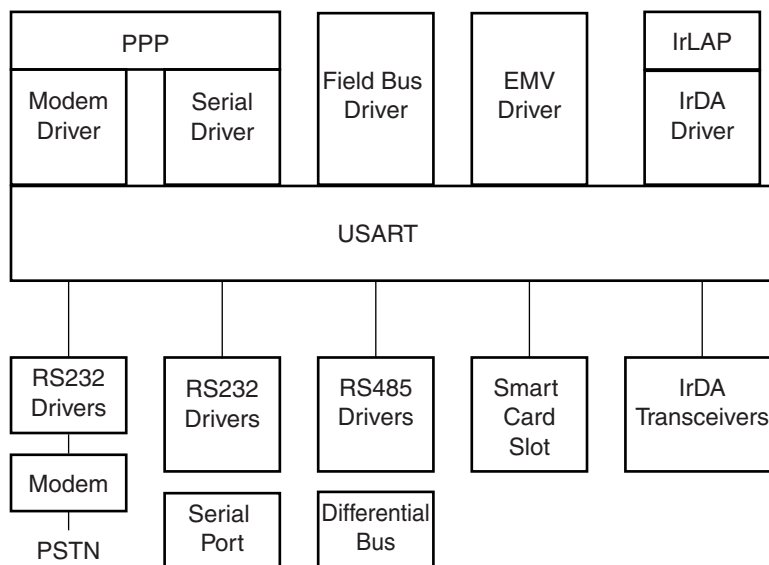 PPP
IrLAP
Modem
Driver
Serial
Driver
Field Bus
Driver
EMV
Driver
IrDA
Driver
USART
RS232
Drivers
RS232
Drivers
RS485
Drivers
Smart
Card
Slot
IrDA
Transceivers
Modem
Serial
Port
Differential
Bus
PSTN